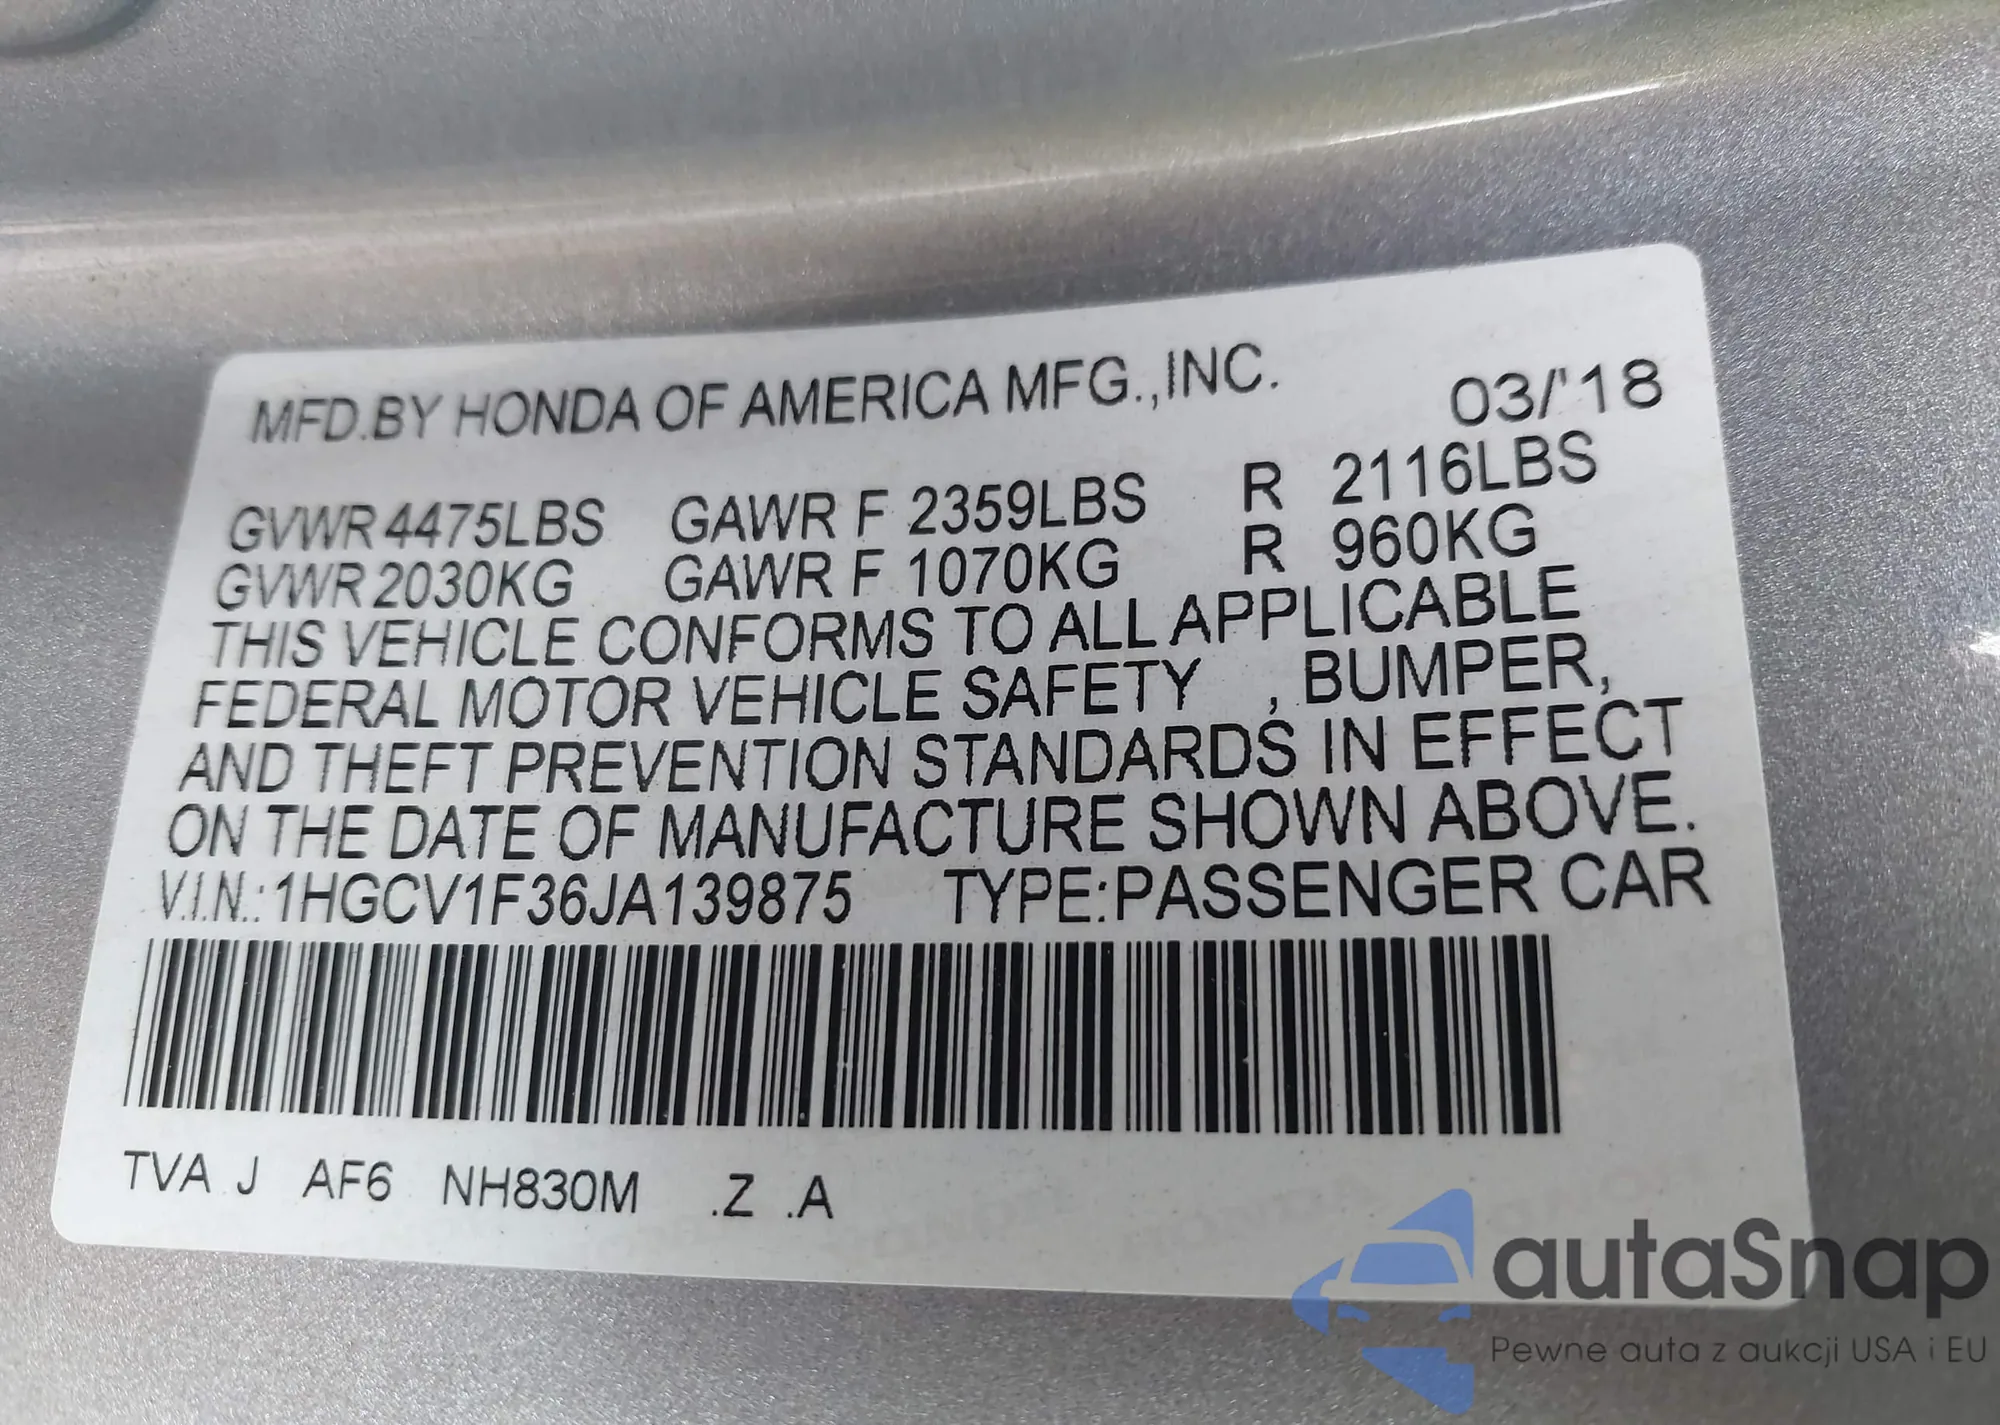 MFD.BY HONDA OF AMERICA MFG.,INC. 03/'18
GVWR 4475LBS GAWR F 2359LBS R 2116LBS
GVWR 2030KG GAWR F 1070KG R 960KG
THIS VEHICLE CONFORMS TO ALL APPLICABLE
FEDERAL MOTOR VEHICLE SAFETY , BUMPER,
AND THEFT PREVENTION STANDARDS IN EFFECT
ON THE DATE OF MANUFACTURE SHOWN ABOVE.
V.I.N.: 1HGCV1F36JA139875 TYPE:PASSENGER CAR
TVA J AF6 NH830M .Z .A
autaSnap
Pewne auta z aukcji USA i EU